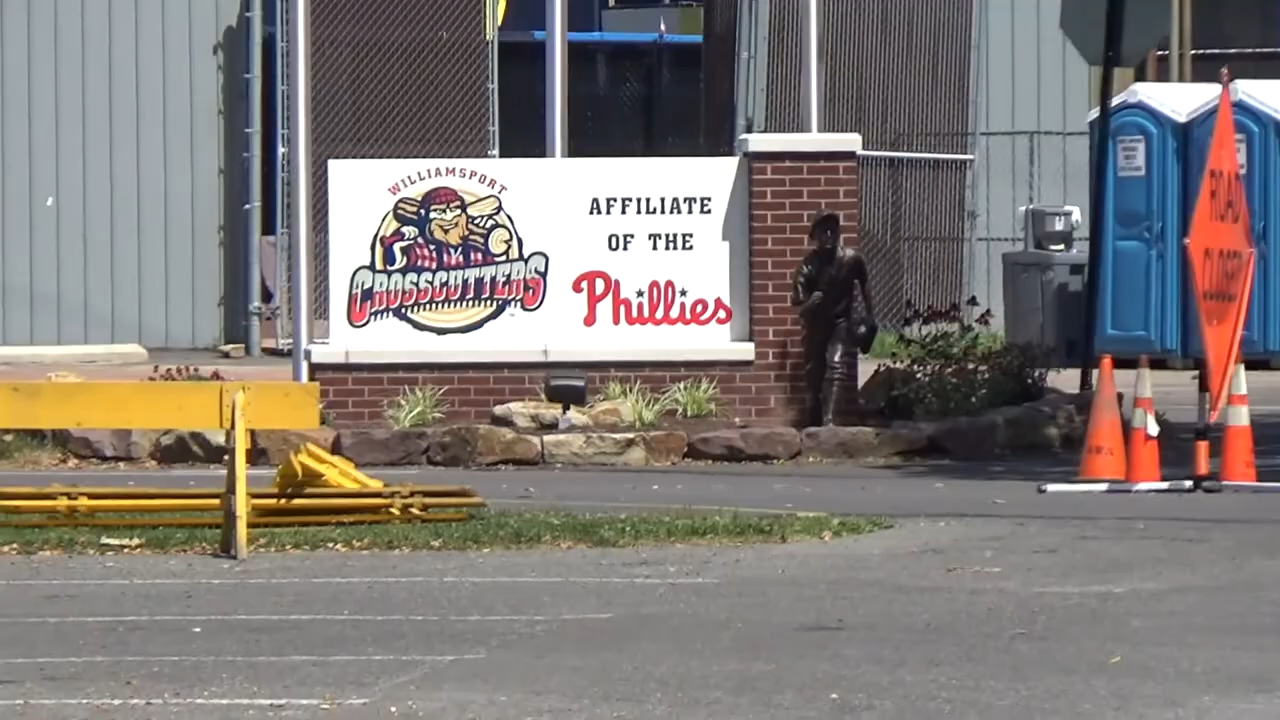 WILLIAMSPORT
CROSSCUTTERS
AFFILIATE
OF THE
Phillies
ROAD
CLOSED